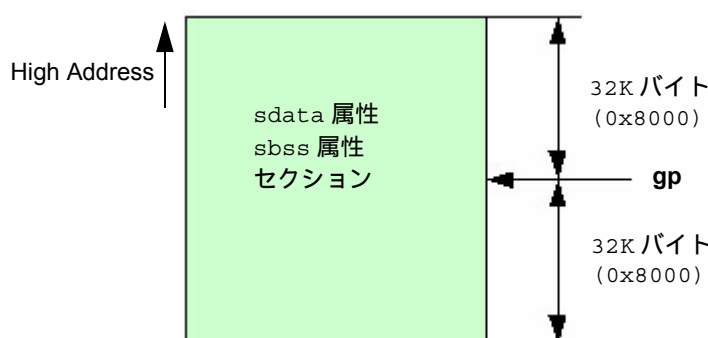 High Address
sdata 属性
sbss 属性
セクション
32K バイト
(0x8000)
gp
32K バイト
(0x8000)